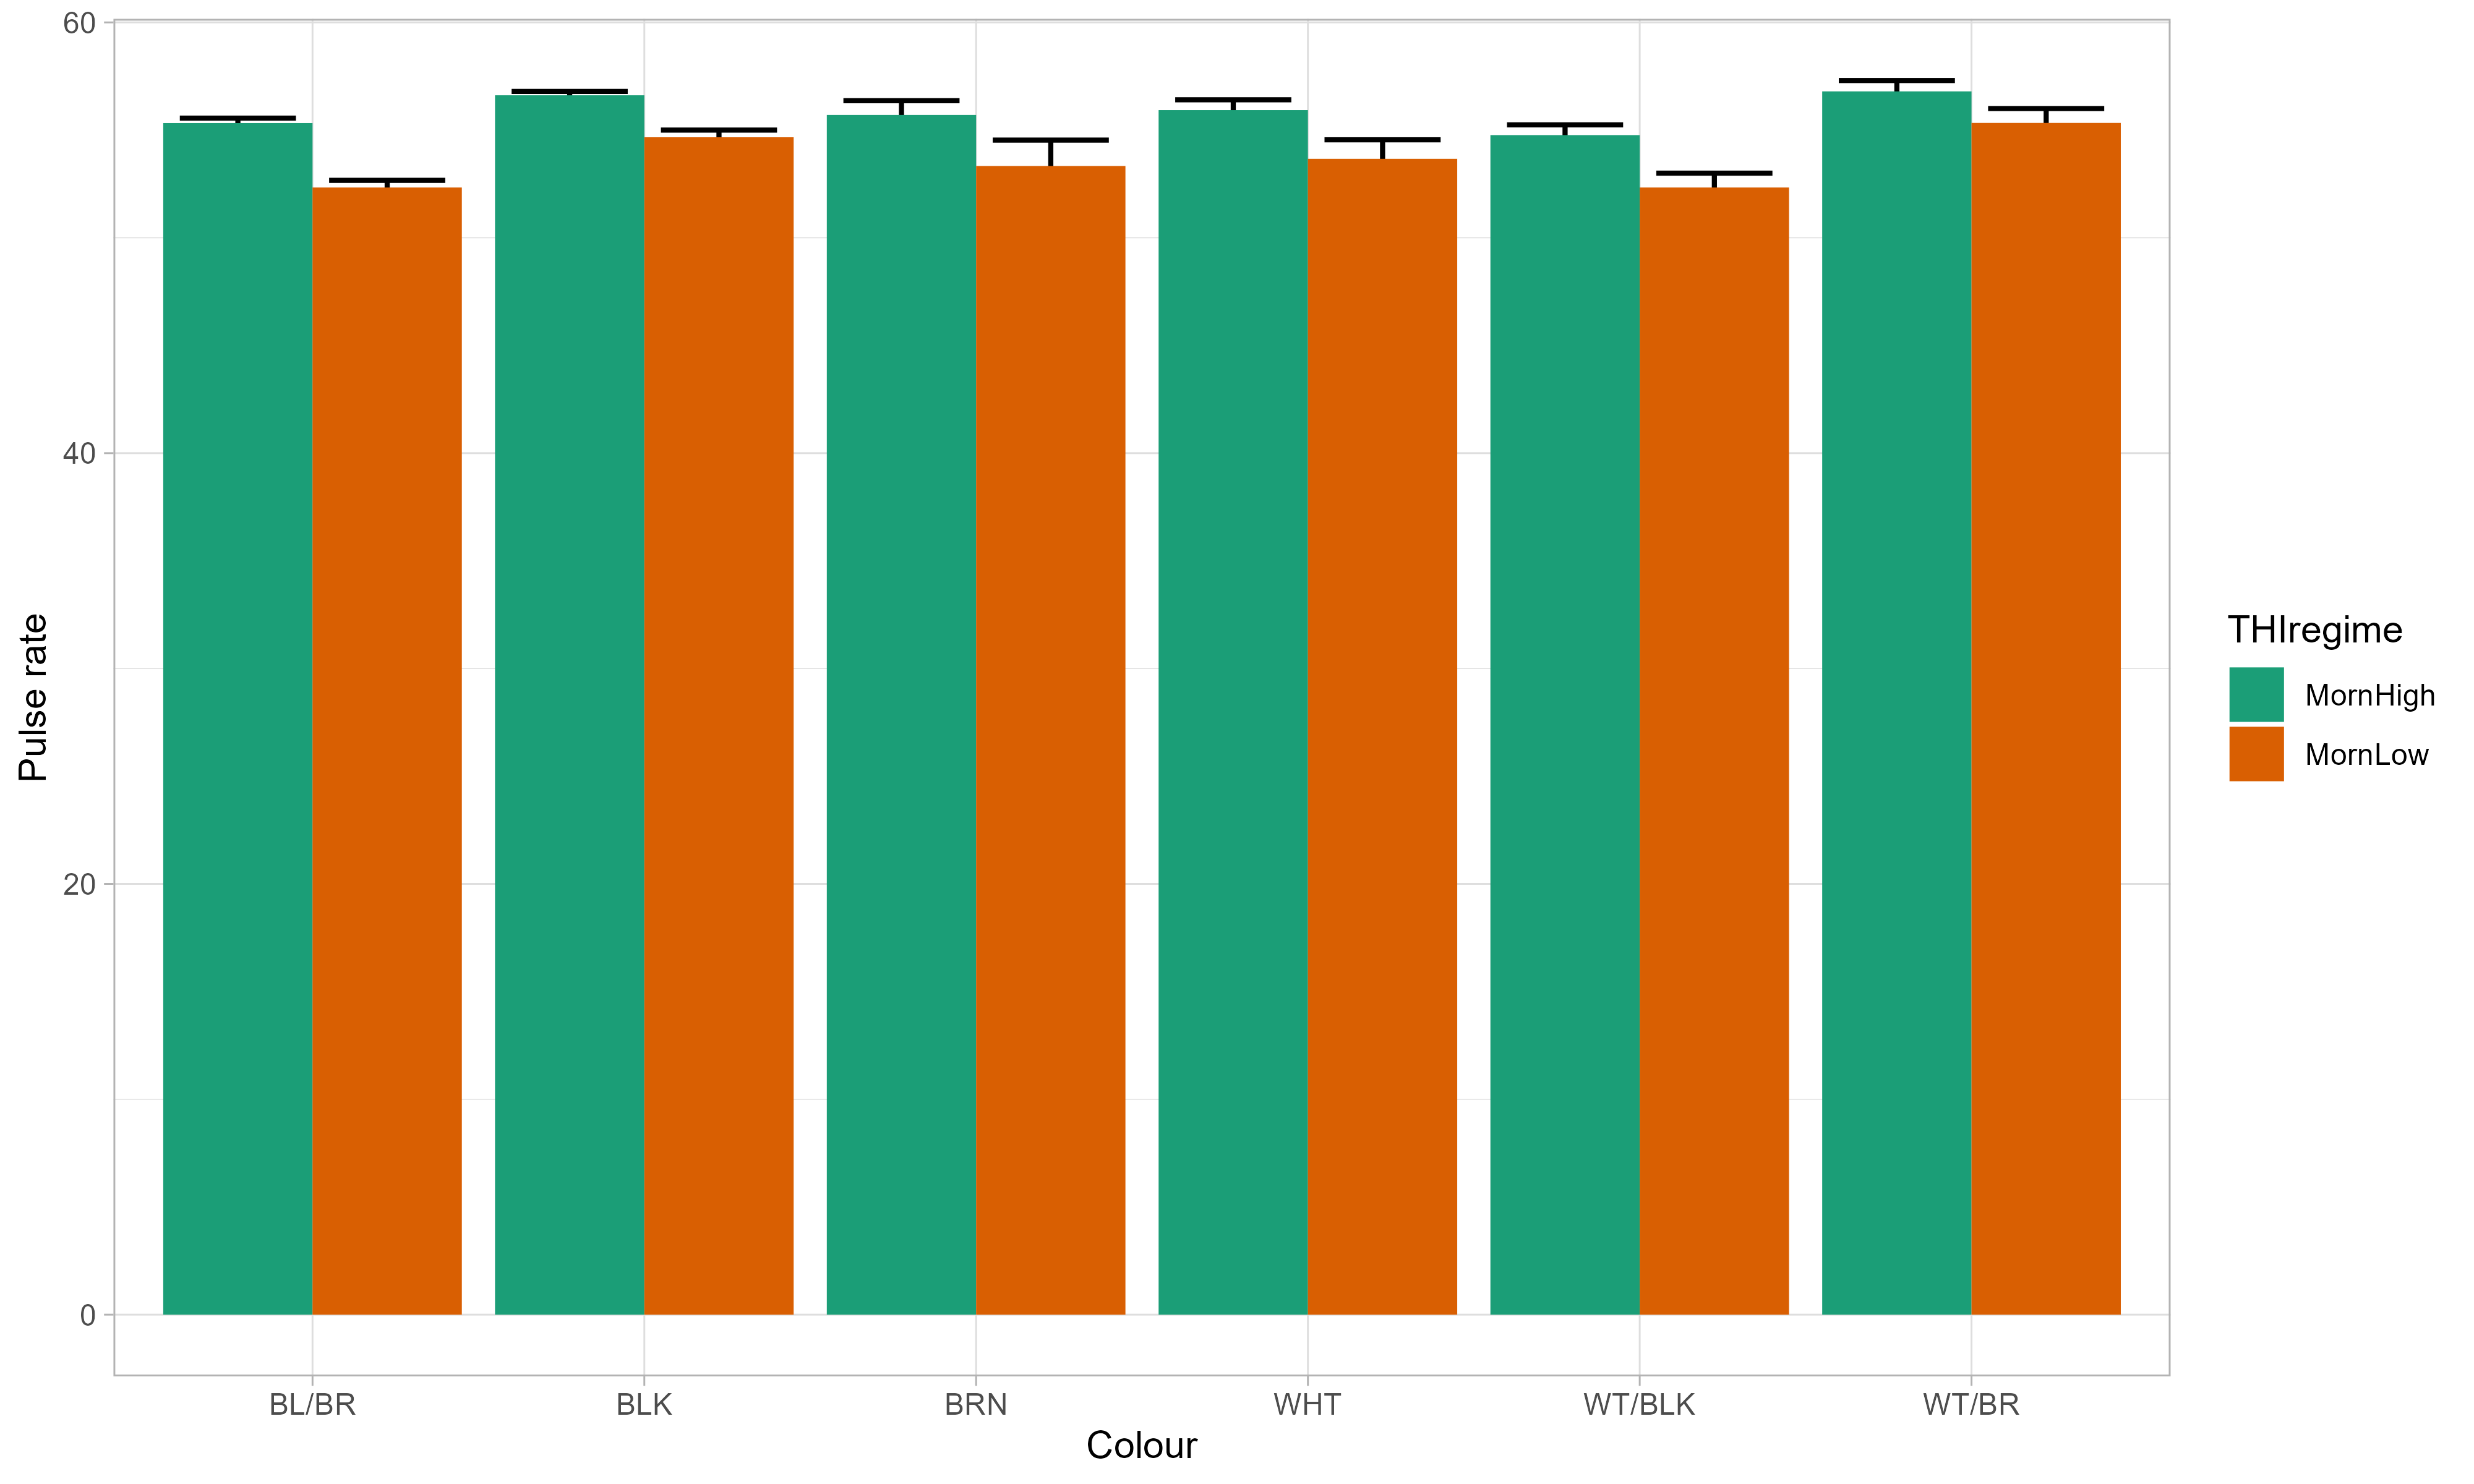 60
40
20
0
Pulse rate
BL/BR BLK BRN WHT WT/BLK WT/BR
Colour
THIregime
MornHigh
MornLow